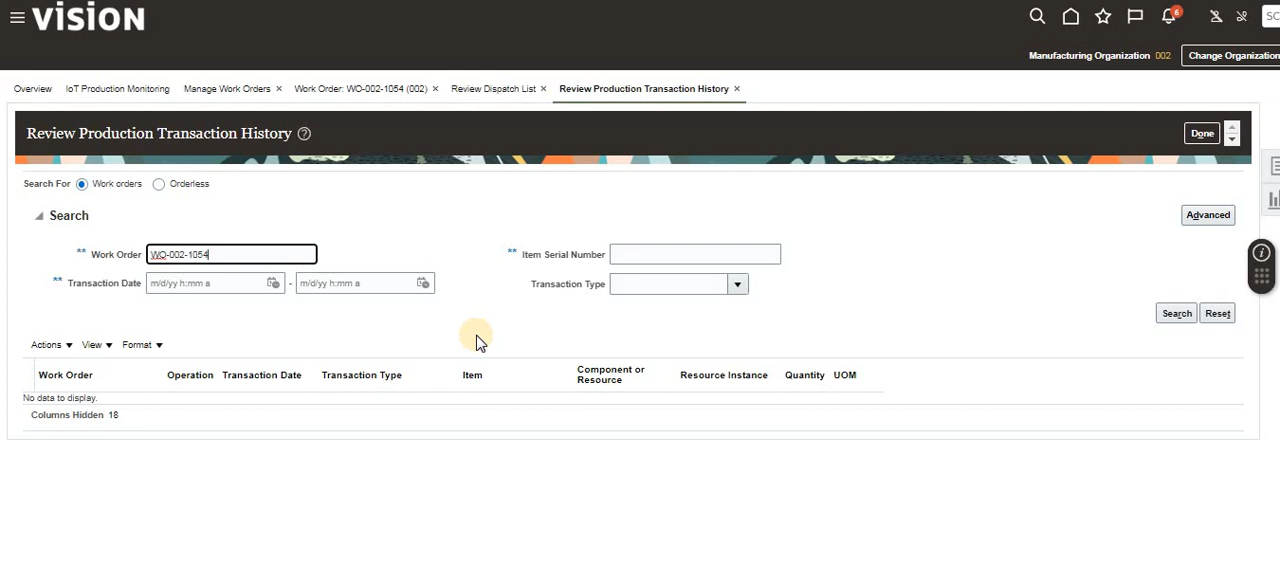 vision
6
SC
Manufacturing Organization 002
Change Organization
Overview
IoT Production Monitoring
Manage Work Orders ×
Work Order: WO-002-1054 (002) ×
Review Dispatch List ×
Review Production Transaction History ×
Review Production Transaction History ?
Done
Search For Work orders Orderless
Search
Advanced
** Work Order WO-002-1054
** Item Serial Number
** Transaction Date m/d/yy h:mm a - m/d/yy h:mm a
Transaction Type
Search Reset
Actions View Format
Work Order Operation Transaction Date Transaction Type Item Component or Resource Resource Instance Quantity UOM
No data to display.
Columns Hidden 18